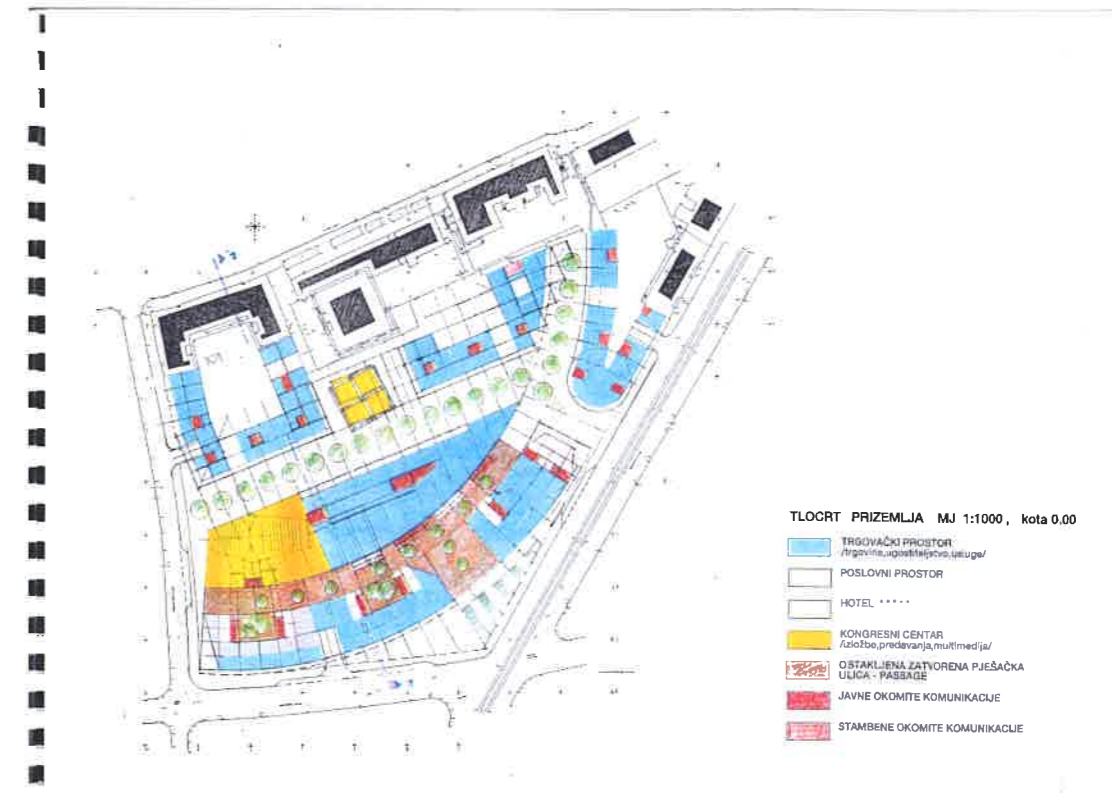 TLOCRT PRIZEMLJA MJ 1:1000 , kota 0.00
TRGOVAČKI PROSTOR
/trgovine,ugostiteljstvo,usluge/
POSLOVNI PROSTOR
HOTEL *****
KONGRESNI CENTAR
/izložbe,predavanja,multimedija/
OSTAKLJENA ZATVORENA PJEŠAČKA
ULICA - PASSAGE
JAVNE OKOMITE KOMUNIKACIJE
STAMBENE OKOMITE KOMUNIKACIJE